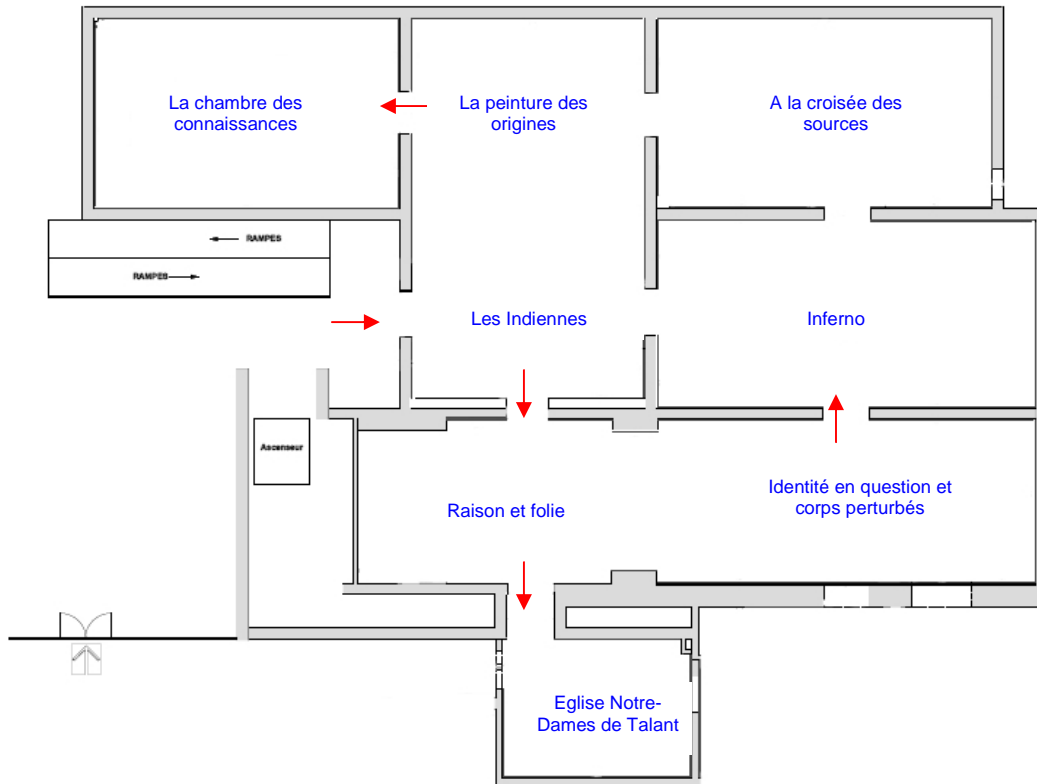 La chambre des
connaissances
La peinture des
origines
A la croisée des
sources
RAMPES
RAMPES
Les Indiennes
Inferno
Ascenseur
Raison et folie
Identité en question et
corps perturbés
Eglise Notre-
Dames de Talant